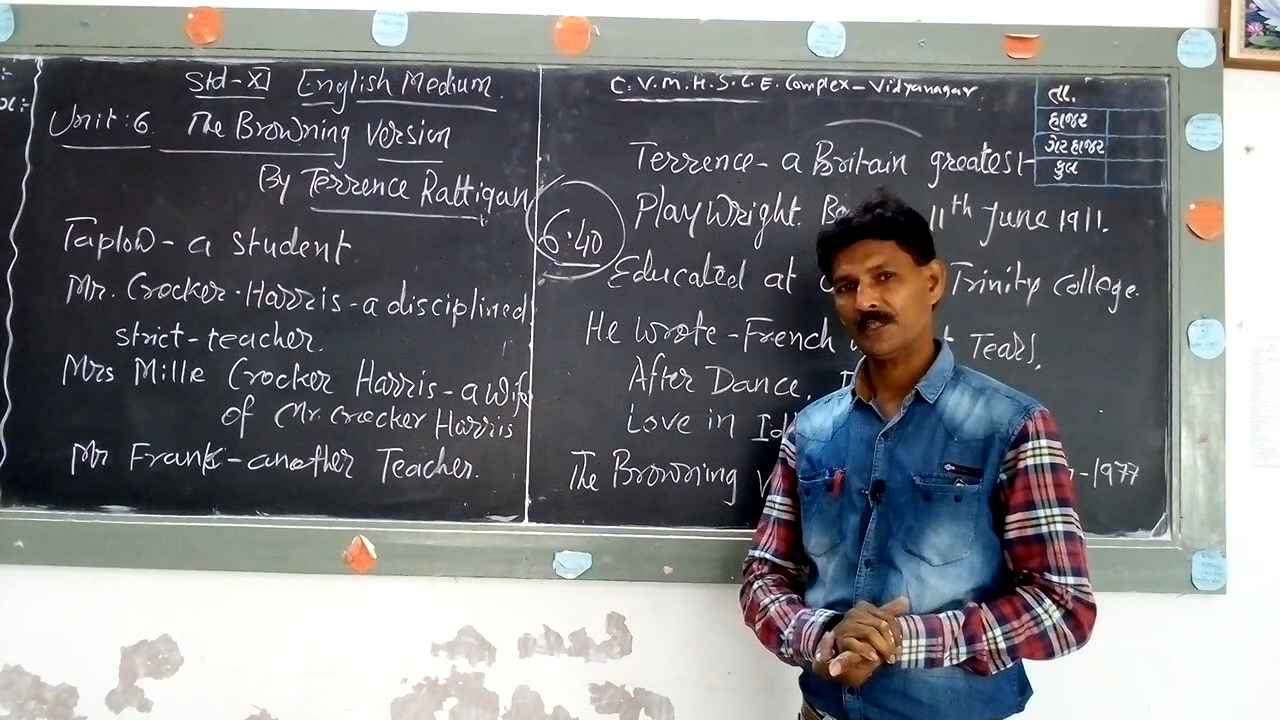 Std-XI English Medium.
Unit:6 The Browning Version
By Terrence Rattigan
Taplow - a student
Mr. Crocker-Harris - a disciplined
strict-teacher.
Mrs Mille Crocker Harris - a wife
of Mr. Crocker Harris
Mr Frank - another Teacher.
6:40
C.V.M.H.S.C.E. Complex - Vidyanagar
Terrence - a Britain greatest
PlayWright. 11th June 1911.
Educated at Trinity college.
He wrote - French Tears,
After Dance,
Love in
The Browning - 1977
તા.
હાજર
ગેરહાજર
કુલ